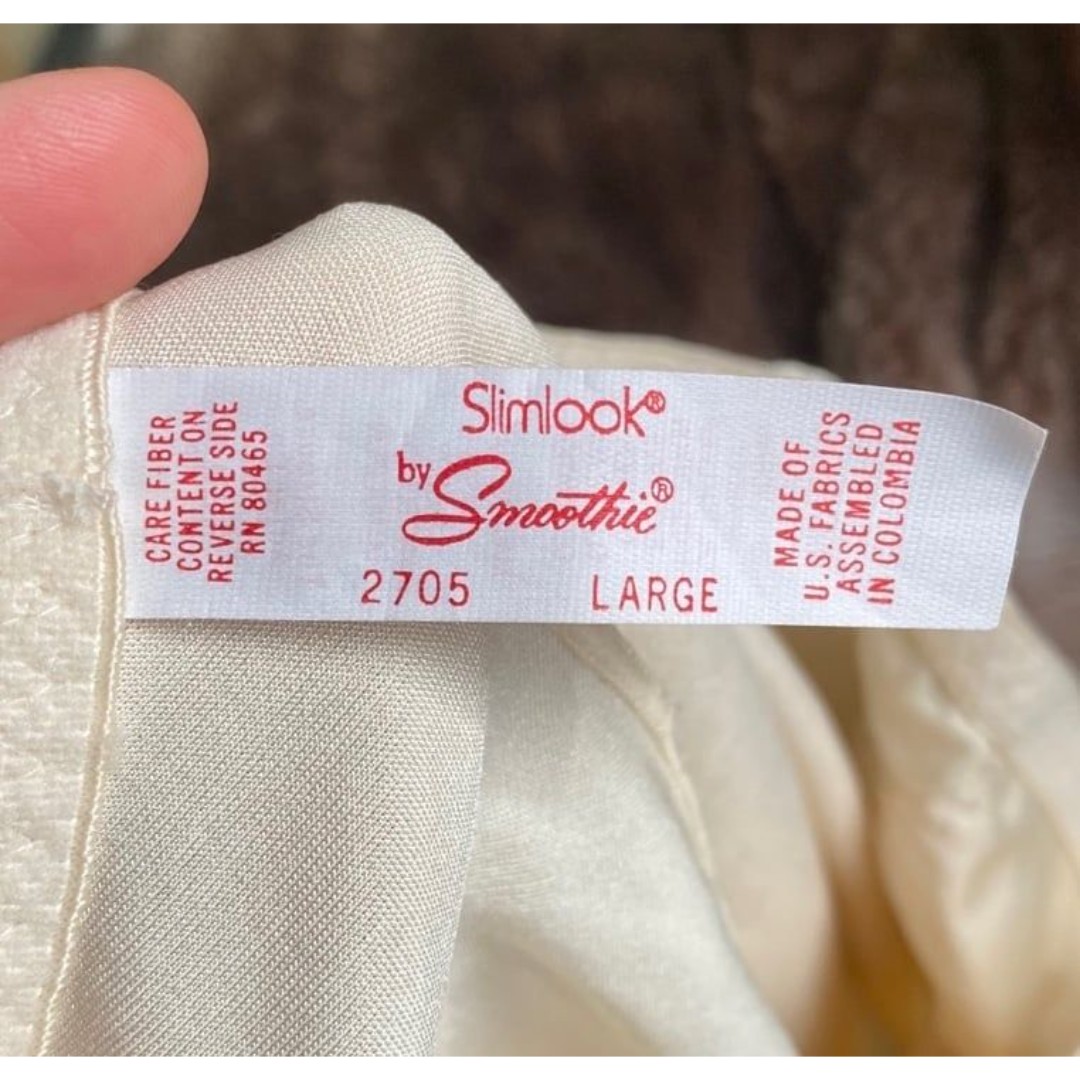 CARE FIBER
CONTENT ON
REVERSE SIDE
RN 80465
Slimlook®
by Smoothie®
2705 LARGE
MADE OF
U.S. FABRICS
ASSEMBLED
IN COLOMBIA